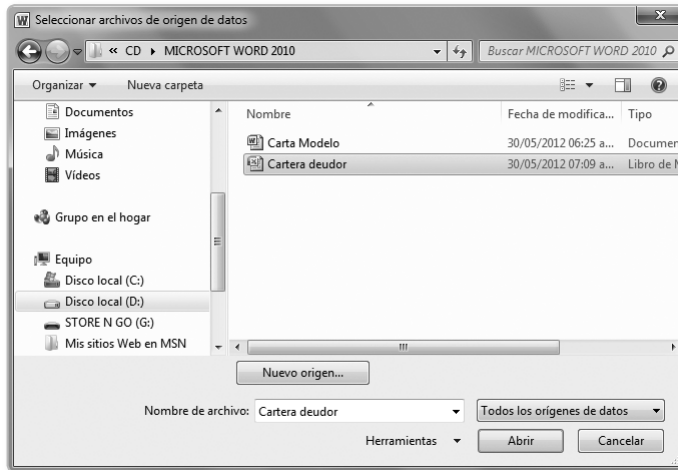 Seleccionar archivos de origen de datos
« CD ▸ MICROSOFT WORD 2010
Buscar MICROSOFT WORD 2010
Organizar
Nueva carpeta
Nombre
Fecha de modifica...
Tipo
Carta Modelo
30/05/2012 06:25 a...
Documen
Cartera deudor
30/05/2012 07:09 a...
Libro de
Documentos
Imágenes
Música
Vídeos
Grupo en el hogar
Equipo
Disco local (C:)
Disco local (D:)
STORE N GO (G:)
Mis sitios Web en MSN
Nuevo origen...
Nombre de archivo:
Cartera deudor
Todos los orígenes de datos
Herramientas
Abrir
Cancelar